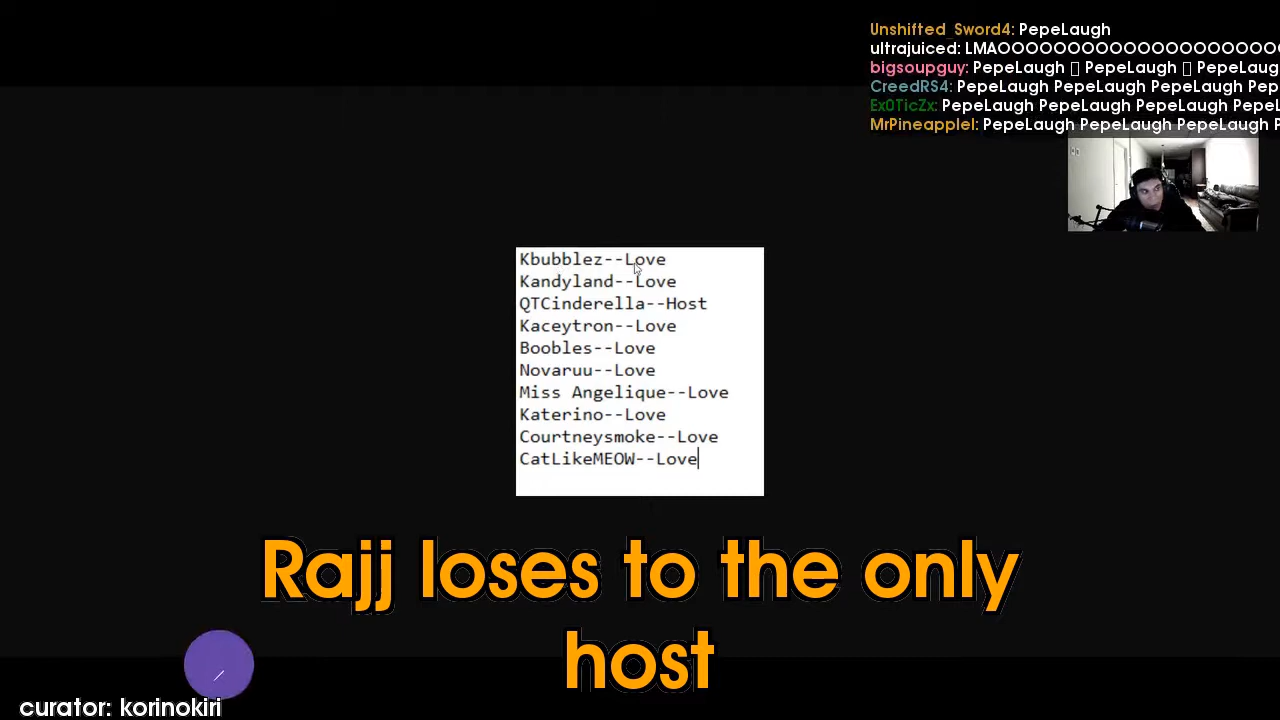 Unshifted_Sword4: PepeLaugh
ultrajuiced: LMAOOOOOOOOOOOOOOOOOOOOO
bigsoupguy: PepeLaugh PepeLaugh PepeLaug
CreedRS4: PepeLaugh PepeLaugh PepeLaugh Pep
Ex0TicZx: PepeLaugh PepeLaugh PepeLaugh PepeL
MrPineapplel: PepeLaugh PepeLaugh PepeLaugh P
Kbubblez--Love
Kandyland--Love
QTCinderella--Host
Kaceytron--Love
Boobles--Love
Novaruu--Love
Miss Angelique--Love
Katerino--Love
Courtneysmoke--Love
CatLikeMEOW--Love
Rajj loses to the only
host
curator: korinokiri